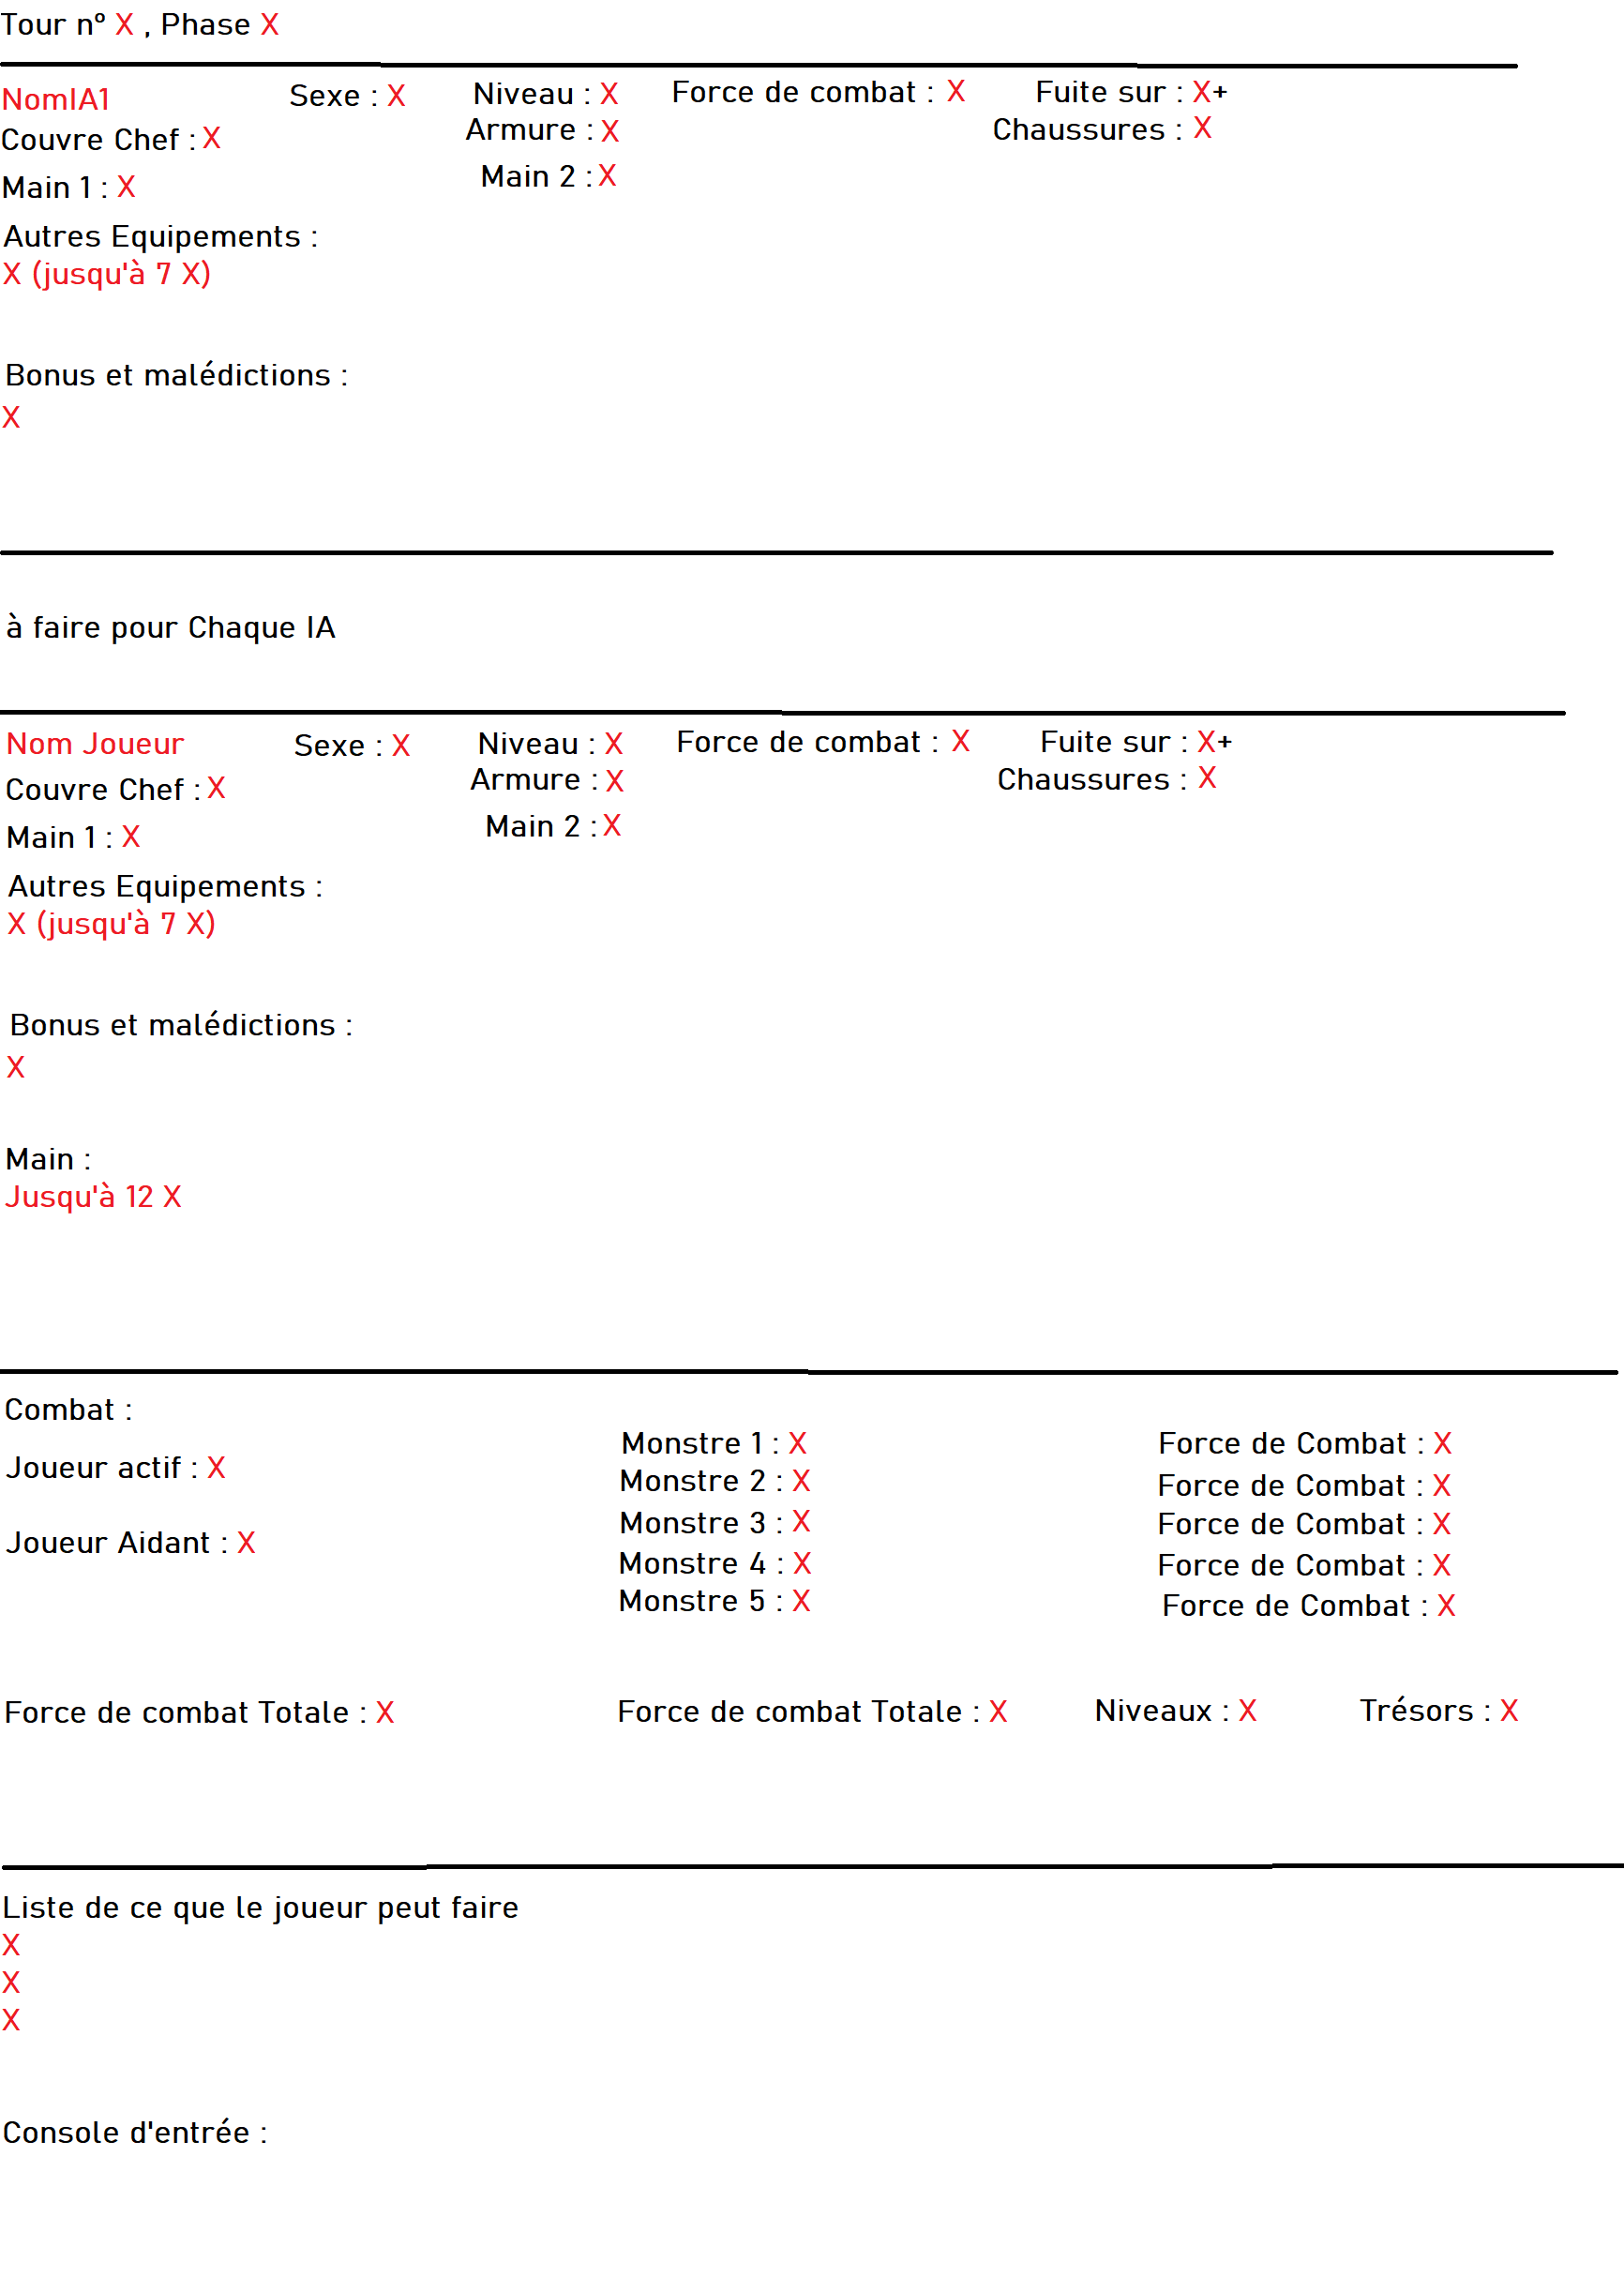 Tour n° X , Phase X
NomIA1 Sexe : X Niveau : X Force de combat : X Fuite sur : X+
Couvre Chef : X Armure : X Chaussures : X
Main 1 : X Main 2 : X
Autres Equipements :
X (jusqu'à 7 X)
Bonus et malédictions :
X
à faire pour Chaque IA
Nom Joueur Sexe : X Niveau : X Force de combat : X Fuite sur : X+
Couvre Chef : X Armure : X Chaussures : X
Main 1 : X Main 2 : X
Autres Equipements :
X (jusqu'à 7 X)
Bonus et malédictions :
X
Main :
Jusqu'à 12 X
Combat :
Monstre 1 : X Force de Combat : X
Joueur actif : X Monstre 2 : X Force de Combat : X
Monstre 3 : X Force de Combat : X
Joueur Aidant : X Monstre 4 : X Force de Combat : X
Monstre 5 : X Force de Combat : X
Force de combat Totale : X Force de combat Totale : X Niveaux : X Trésors : X
Liste de ce que le joueur peut faire
X
X
X
Console d'entrée :